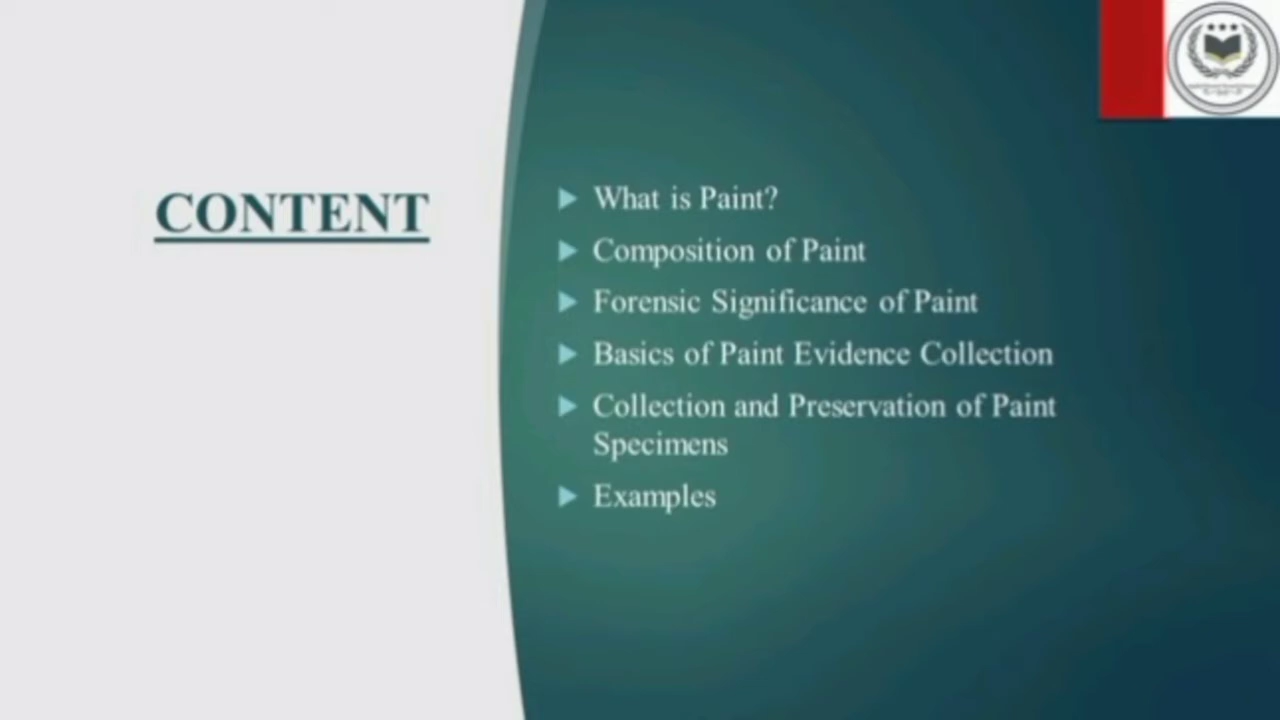 CONTENT
What is Paint?
Composition of Paint
Forensic Significance of Paint
Basics of Paint Evidence Collection
Collection and Preservation of Paint
Specimens
Examples